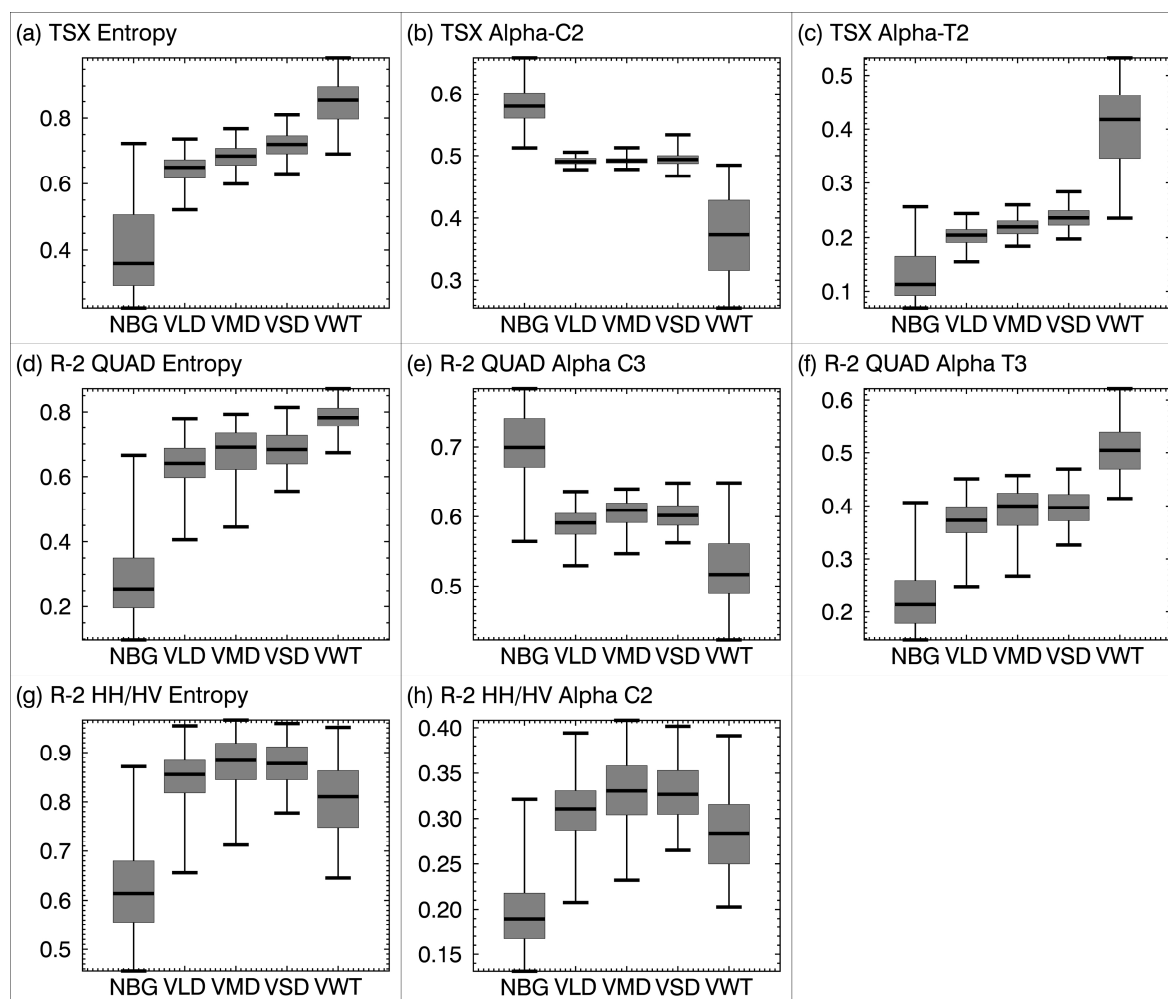 (a) TSX Entropy
0.8
0.6
0.4
NBG VLD VMD VSD VWT
(b) TSX Alpha-C2
0.6
0.5
0.4
0.3
NBG VLD VMD VSD VWT
(c) TSX Alpha-T2
0.5
0.4
0.3
0.2
0.1
NBG VLD VMD VSD VWT
(d) R-2 QUAD Entropy
0.8
0.6
0.4
0.2
NBG VLD VMD VSD VWT
(e) R-2 QUAD Alpha C3
0.7
0.6
0.5
NBG VLD VMD VSD VWT
(f) R-2 QUAD Alpha T3
0.6
0.5
0.4
0.3
0.2
NBG VLD VMD VSD VWT
(g) R-2 HH/HV Entropy
0.9
0.8
0.7
0.6
0.5
NBG VLD VMD VSD VWT
(h) R-2 HH/HV Alpha C2
0.40
0.35
0.30
0.25
0.20
0.15
NBG VLD VMD VSD VWT